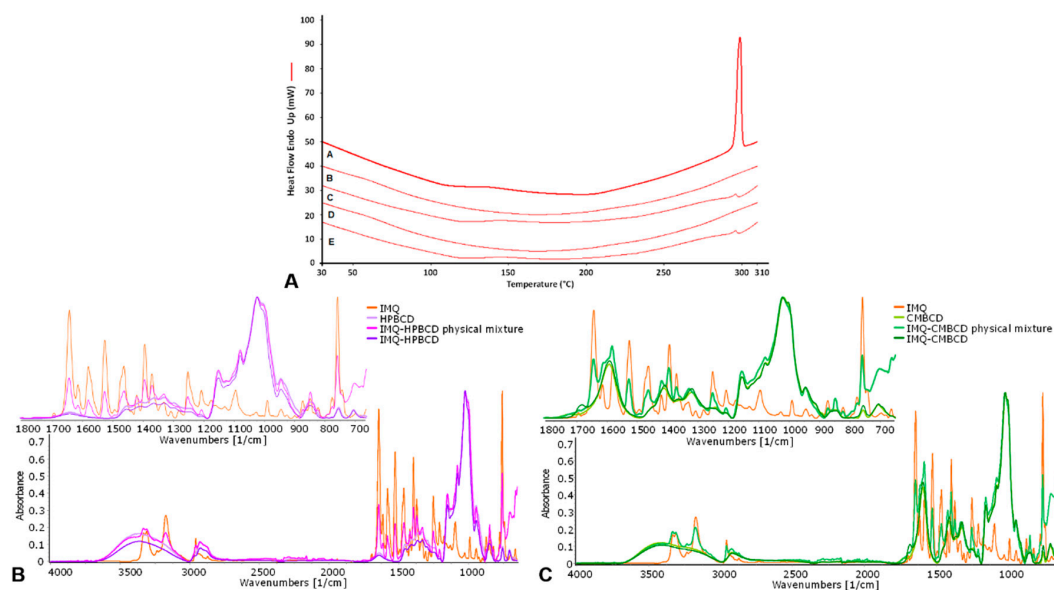 100
90
80
70
60
50
40
30
20
10
0
Heat Flow Endo Up (mW)
A
B
C
D
E
30 50 100 150 200 250 300 310
Temperature (°C)
A
IMQ
HPBCD
IMQ-HPBCD physical mixture
IMQ-HPBCD
1800 1700 1600 1500 1400 1300 1200 1100 1000 900 800 700
Wavenumbers [1/cm]
0.7
0.6
0.5
0.4
0.3
0.2
0.1
0
Absorbance
4000 3000 2000 1000
Wavenumbers [1/cm]
B
IMQ
CMBCD
IMQ-CMBCD physical mixture
IMQ-CMBCD
1800 1700 1600 1500 1400 1300 1200 1100 1000 900 800 700
Wavenumbers [1/cm]
0.7
0.6
0.5
0.4
0.3
0.2
0.1
0
Absorbance
4000 3500 3000 2000 1500 1000
Wavenumbers [1/cm]
C